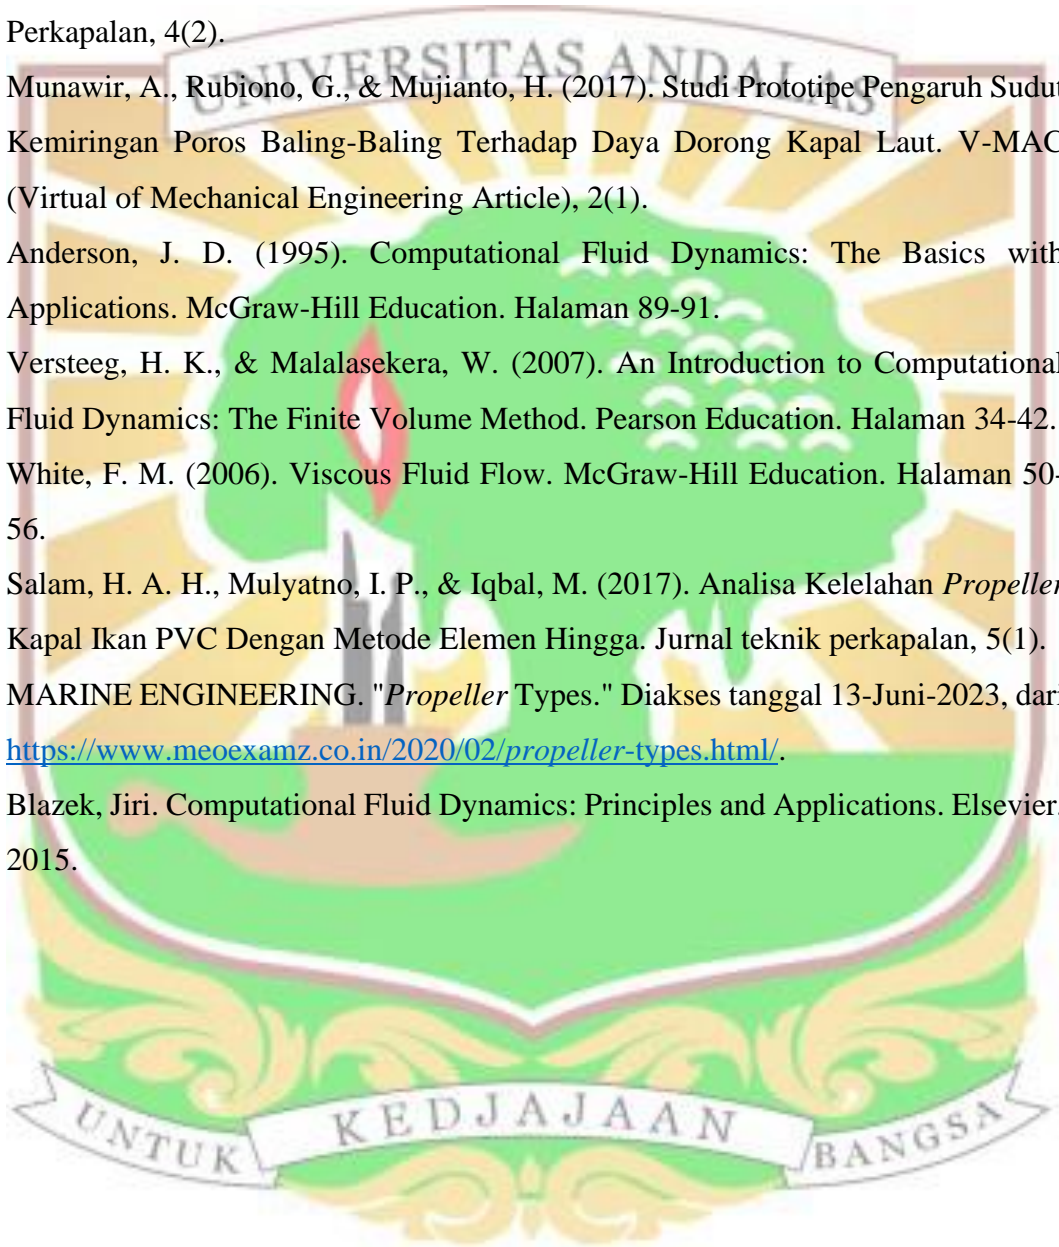 Perkapalan, 4(2).
UNIVERSITAS ANDALAS
Munawir, A., Rubiono, G., & Mujianto, H. (2017). Studi Prototipe Pengaruh Sudut
Kemiringan Poros Baling-Baling Terhadap Daya Dorong Kapal Laut. V-MAC
(Virtual of Mechanical Engineering Article), 2(1).
Anderson, J. D. (1995). Computational Fluid Dynamics: The Basics with
Applications. McGraw-Hill Education. Halaman 89-91.
Versteeg, H. K., & Malalasekera, W. (2007). An Introduction to Computational
Fluid Dynamics: The Finite Volume Method. Pearson Education. Halaman 34-42.
White, F. M. (2006). Viscous Fluid Flow. McGraw-Hill Education. Halaman 50-
56.
Salam, H. A. H., Mulyatno, I. P., & Iqbal, M. (2017). Analisa Kelelahan Propeller
Kapal Ikan PVC Dengan Metode Elemen Hingga. Jurnal teknik perkapalan, 5(1).
MARINE ENGINEERING. "Propeller Types." Diakses tanggal 13-Juni-2023, dari
https://www.meoexamz.co.in/2020/02/propeller-types.html/.
Blazek, Jiri. Computational Fluid Dynamics: Principles and Applications. Elsevier,
2015.
UNTUK KEDJAJAAN BANGSA